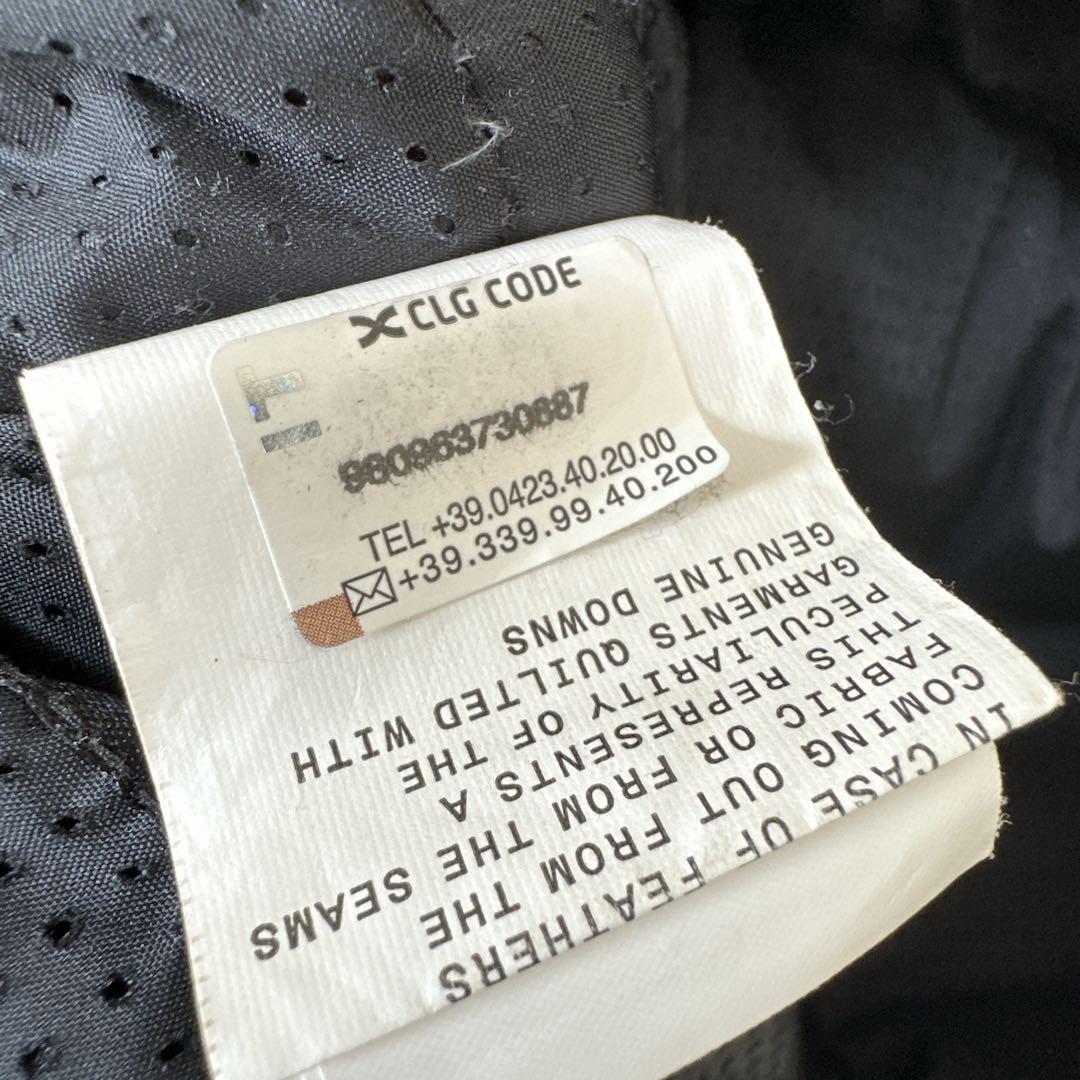 CLG CODE
980963730887
TEL +39.0423.40.20.00
+39.339.99.40.200
IN CASE OF FEATHERS
COMING OUT FROM THE
FABRIC OR FROM THE SEAMS
THIS REPRESENTS A
PECULIARITY OF THE
GARMENTS QUILTED WITH
GENUINE DOWNS